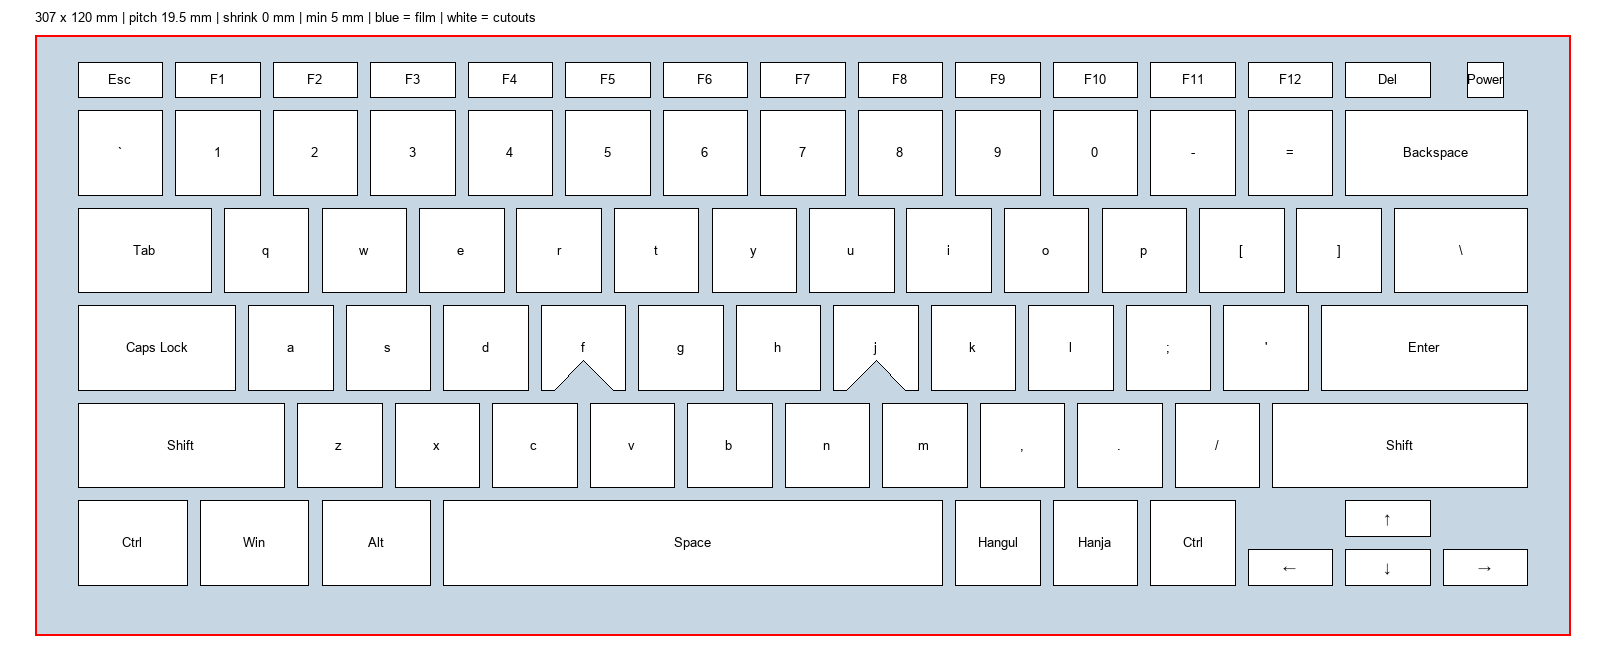 307 x 120 mm | pitch 19.5 mm | shrink 0 mm | min 5 mm | blue = film | white = cutouts
Esc F1 F2 F3 F4 F5 F6 F7 F8 F9 F10 F11 F12 Del Power
` 1 2 3 4 5 6 7 8 9 0 - = Backspace
Tab q w e r t y u i o p [ ] \
Caps Lock a s d f g h j k l ; ' Enter
Shift z x c v b n m , . / Shift
↑
Ctrl Win Alt Space Hangul Hanja Ctrl
← ↓ →